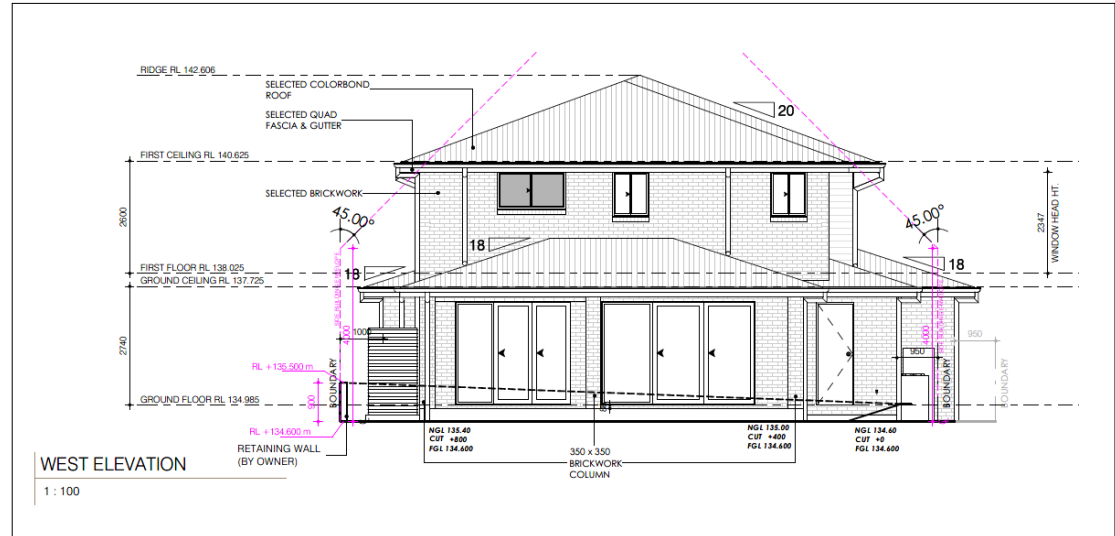 RIDGE RL 142.606
SELECTED COLORBOND
ROOF
SELECTED QUAD
FASCIA & GUTTER
20
FIRST CEILING RL 140.625
SELECTED BRICKWORK
45.00°
45.00°
2600
2347
WINDOW HEAD HT.
18
18
18
FIRST FLOOR RL 138.025
GROUND CEILING RL 137.725
2740
1000
4000
4000
950
950
RL +135.500 m
BOUNDARY
BOUNDARY
BOUNDARY
900
GROUND FLOOR RL 134.985
RL +134.600 m
RETAINING WALL
(BY OWNER)
NGL 135.40
CUT +800
FGL 134.600
350 x 350
BRICKWORK
COLUMN
NGL 135.00
CUT +400
FGL 134.600
NGL 134.60
CUT +0
FGL 134.600
WEST ELEVATION
1 : 100